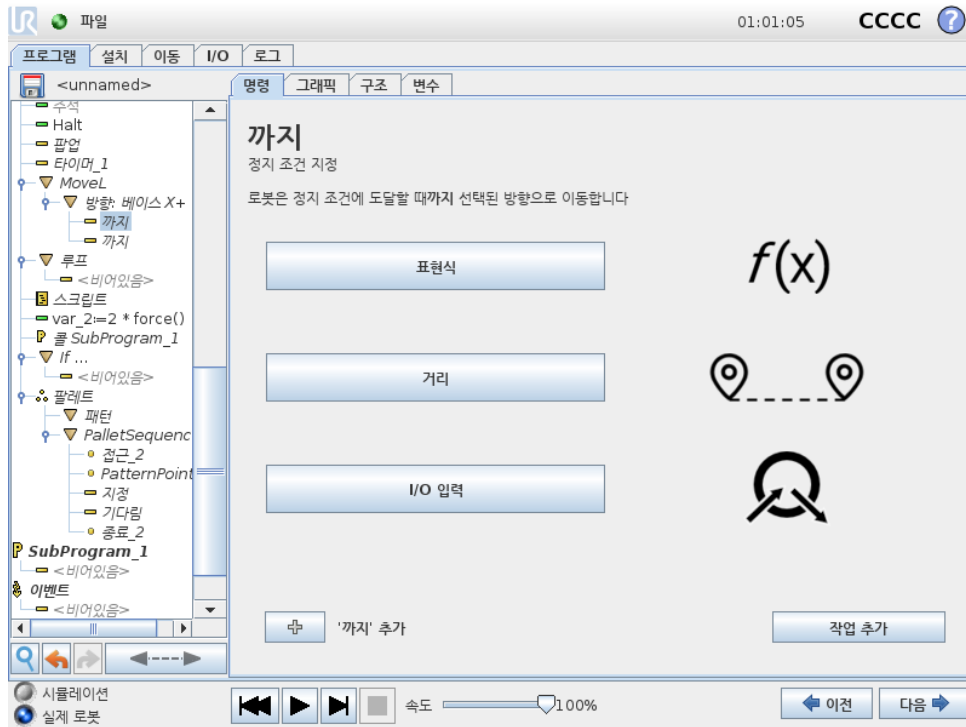 UR 파일 01:01:05 CCCC ?
프로그램 설치 이동 I/O 로그
<unnamed>
명령 그래픽 구조 변수
주석
Halt
팝업
타이머_1
MoveL
방향: 베이스 X+
까지
까지
루프
<비어있음>
스크립트
var_2:=2 * force()
콜 SubProgram_1
If ...
<비어있음>
팔레트
패턴
PalletSequenc
접근_2
PatternPoint
지정
기다림
종료_2
SubProgram_1
<비어있음>
이벤트
<비어있음>
까지
정지 조건 지정
로봇은 정지 조건에 도달할 때까지 선택된 방향으로 이동합니다
표현식
f(x)
거리
I/O 입력
'까지' 추가
작업 추가
시뮬레이션
실제 로봇
속도 100%
이전 다음